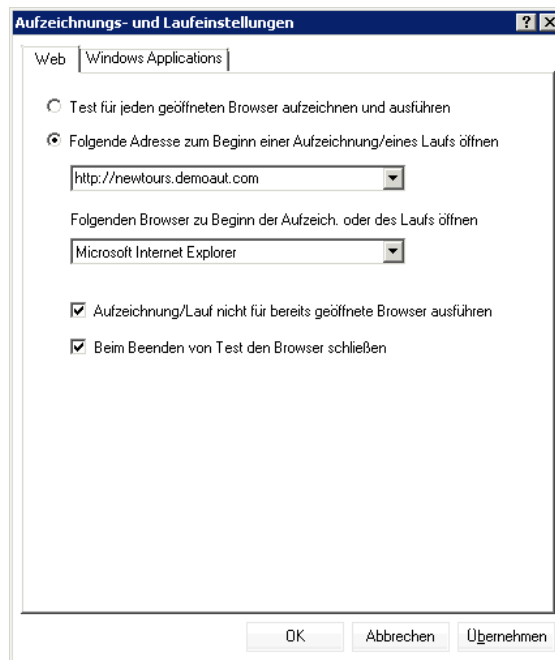 Aufzeichnungs- und Laufeinstellungen
Web
Windows Applications
Test für jeden geöffneten Browser aufzeichnen und ausführen
Folgende Adresse zum Beginn einer Aufzeichnung/eines Laufs öffnen
http://newtours.demoaut.com
Folgenden Browser zu Beginn der Aufzeich. oder des Laufs öffnen
Microsoft Internet Explorer
Aufzeichnung/Lauf nicht für bereits geöffnete Browser ausführen
Beim Beenden von Test den Browser schließen
OK
Abbrechen
Übernehmen